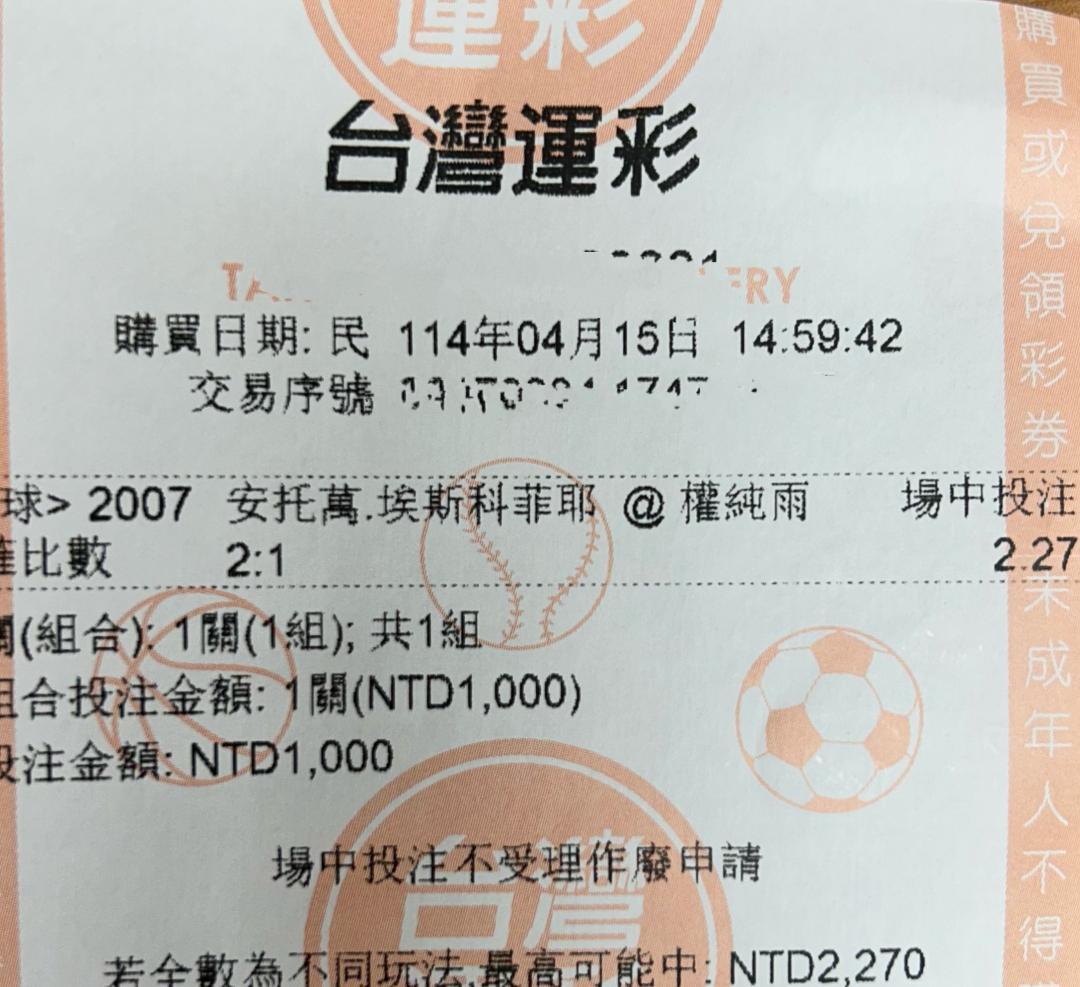 運彩
台灣運彩
RY
購買日期: 民 114年04月15日 14:59:42
交易序號
球> 2007 安托萬.埃斯科菲耶 @ 權純雨 場中投注
比數 2:1 2.27
(組合): 1關(1組); 共1組
合投注金額: 1關(NTD1,000)
注金額: NTD1,000
台灣
場中投注不受理作廢申請
若全數為不同玩法,最高可能中: NTD2,270
購買或兌領彩券
未成年人不得